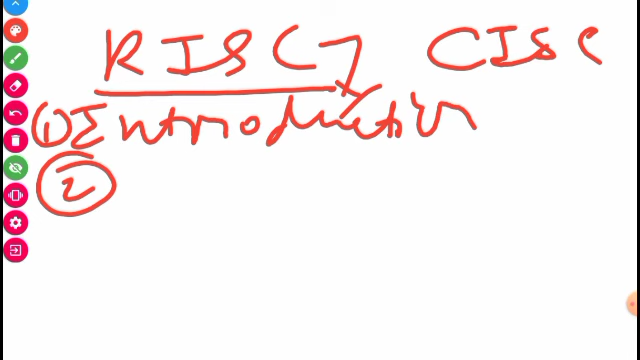 RISC, CISC
① Introduction
②